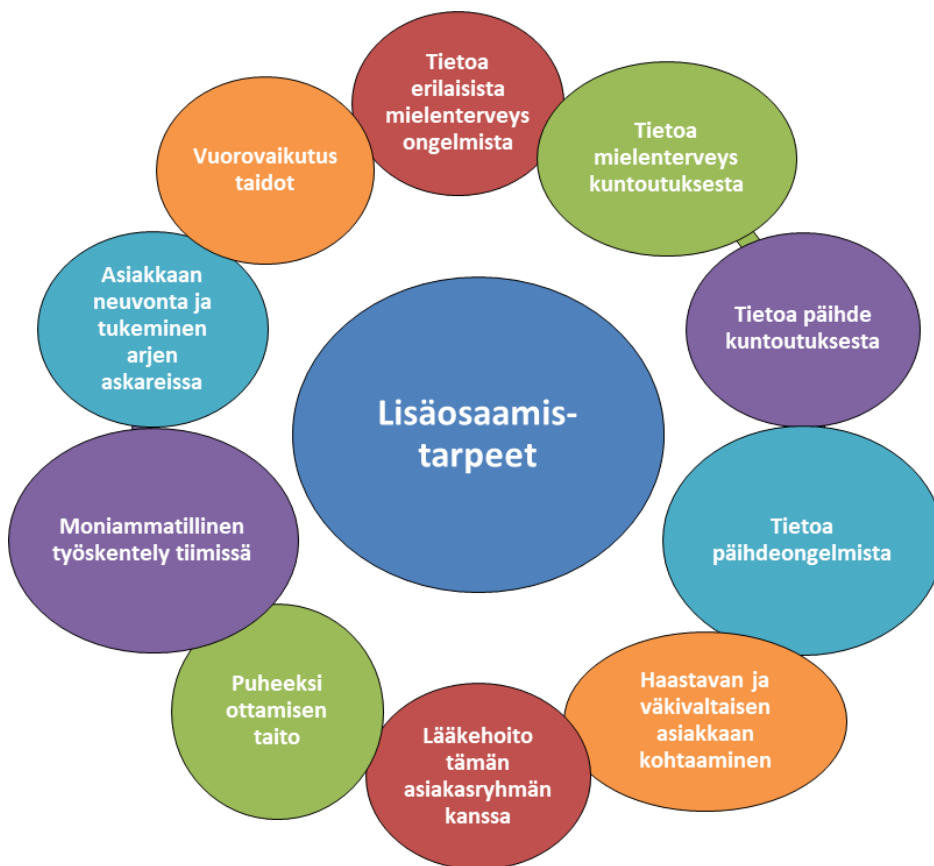 Tietoa
erilaisista
mielenterveys
ongelmista
Tietoa
mielenterveys
kuntoutuksesta
Tietoa päihde
kuntoutuksesta
Tietoa
päihdeongelmista
Haastavan ja
väkivaltaisen
asiakkaan
kohtaaminen
Lääkehoito
tämän
asiakasryhmän
kanssa
Puheeksi
ottamisen
taito
Moniammatillinen
työskentely tiimissä
Asiakkaan
neuvonta ja
tukeminen
arjen
askareissa
Vuorovaikutus
taidot
Lisäosaamis-
tarpeet